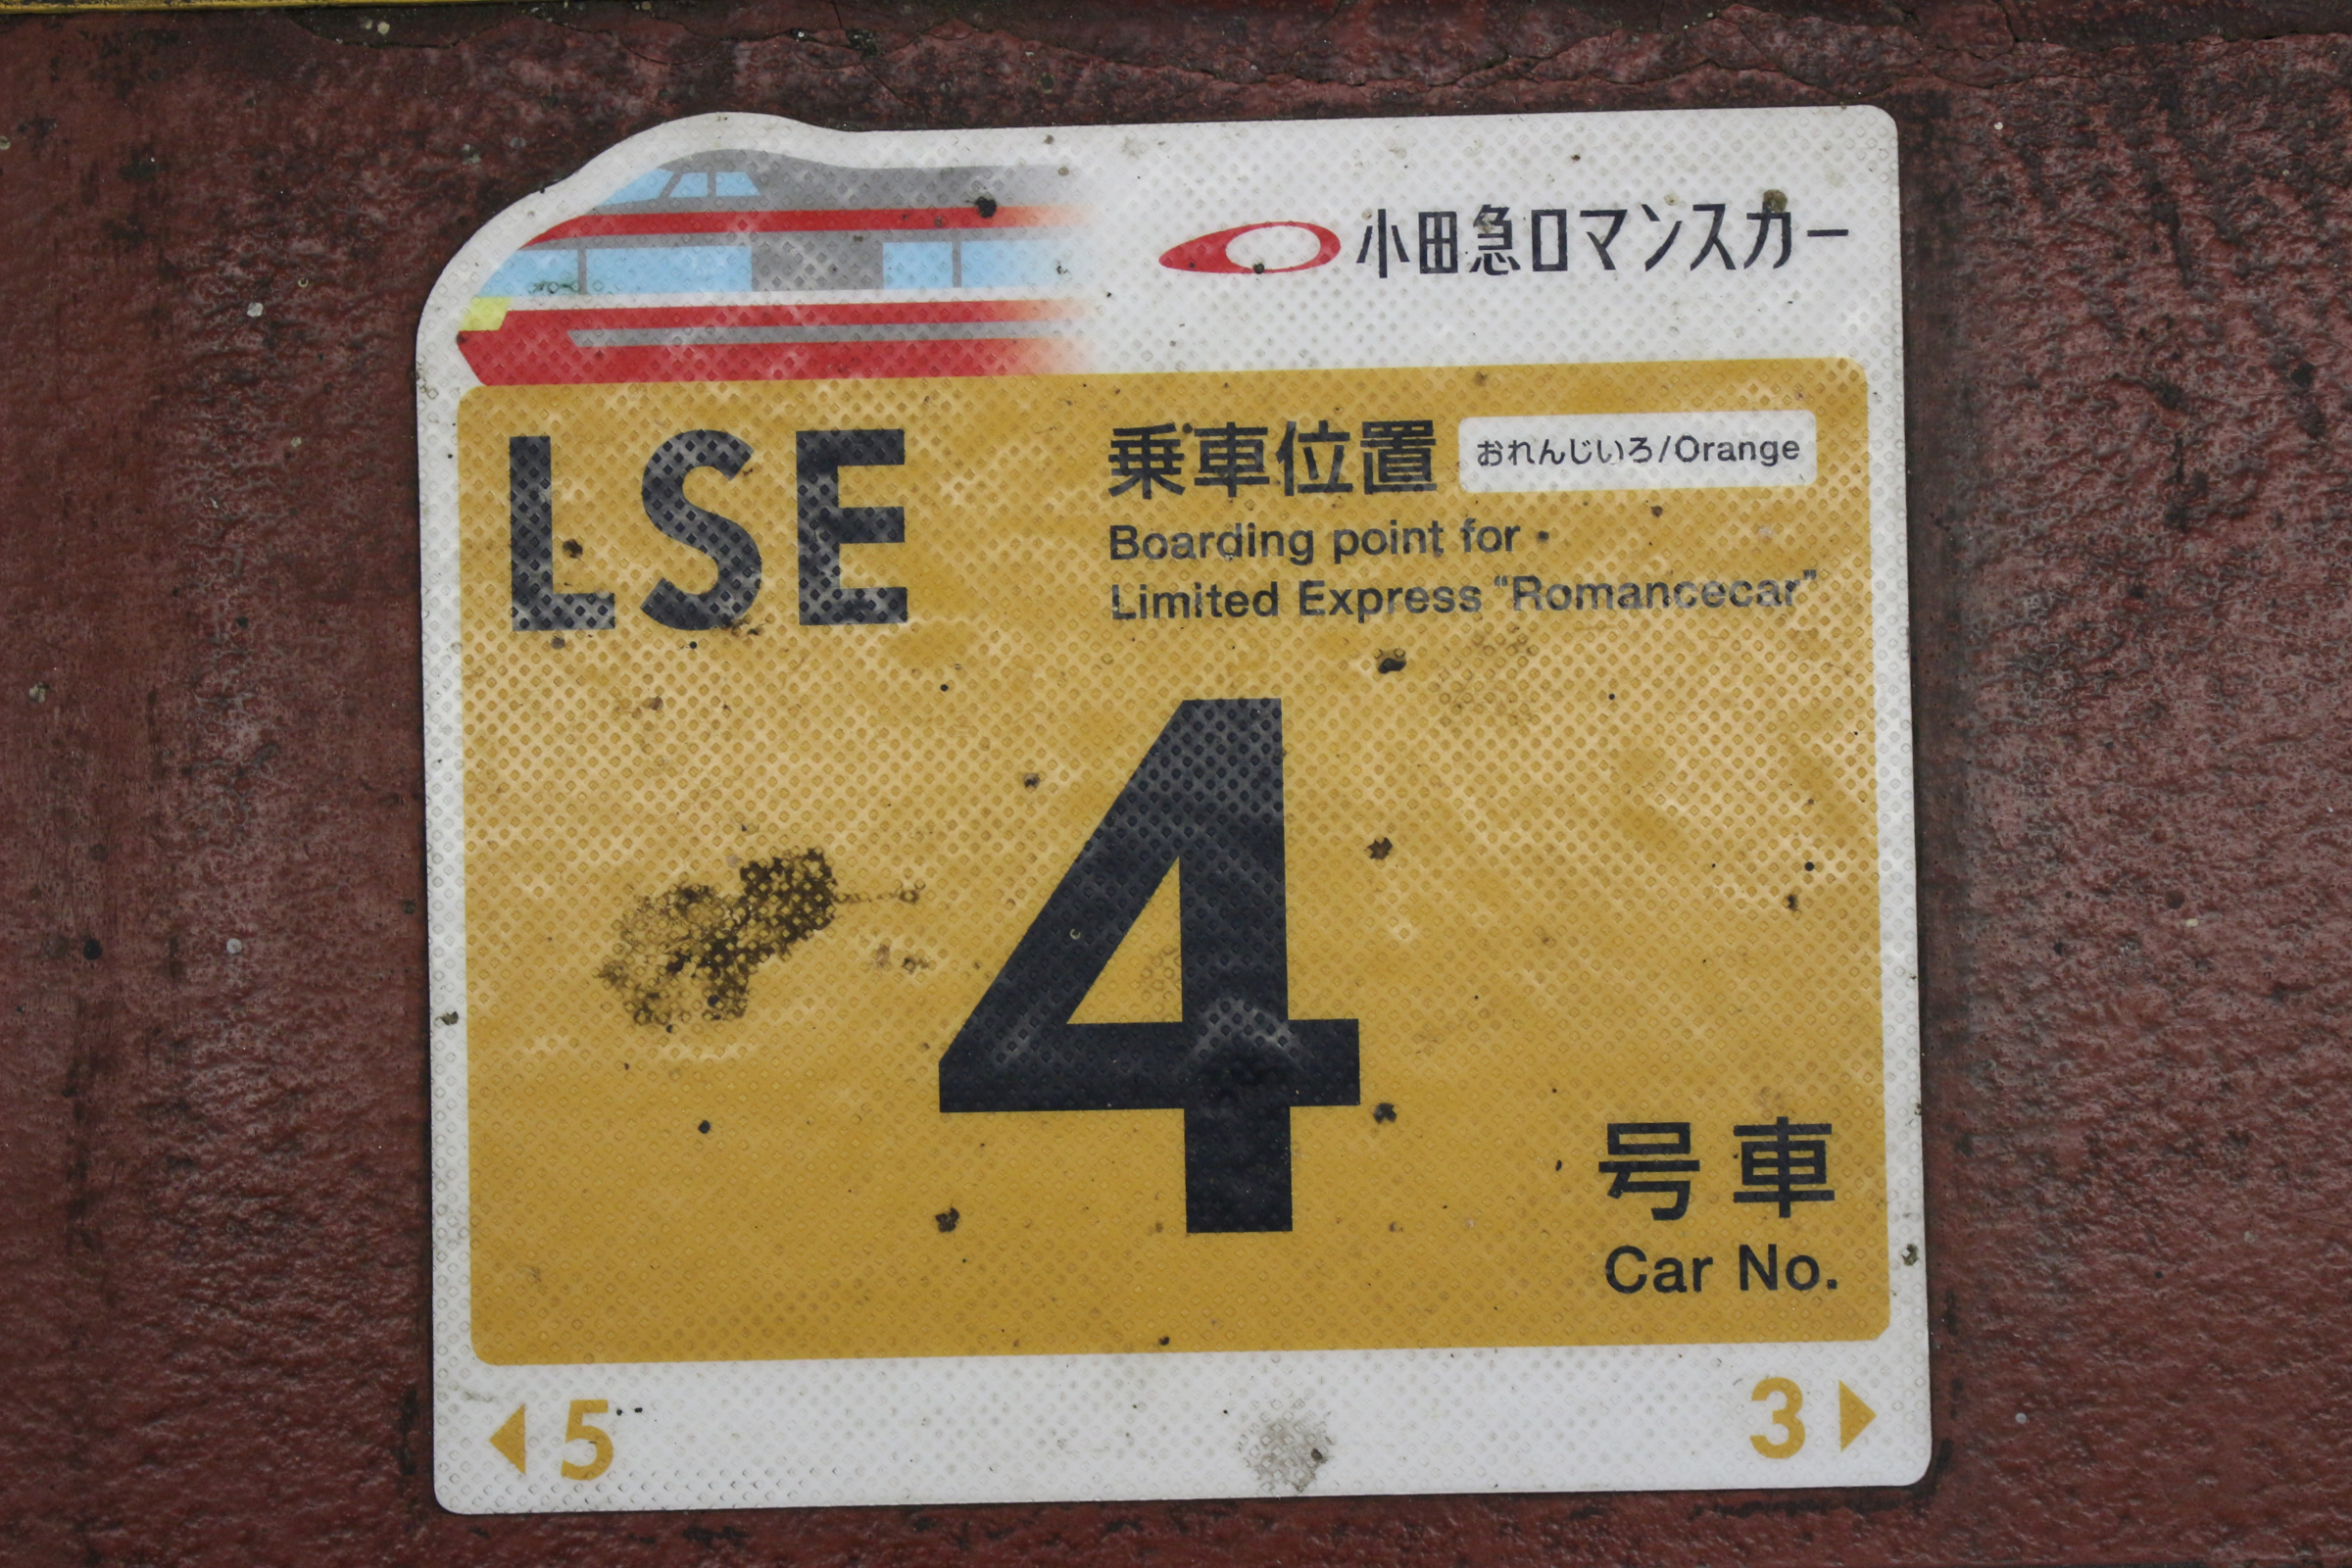 小田急ロマンスカー
LSE
乗車位置 おれんじいろ/Orange
Boarding point for
Limited Express “Romancecar”
4
号車
Car No.
◀ 5
3 ▶